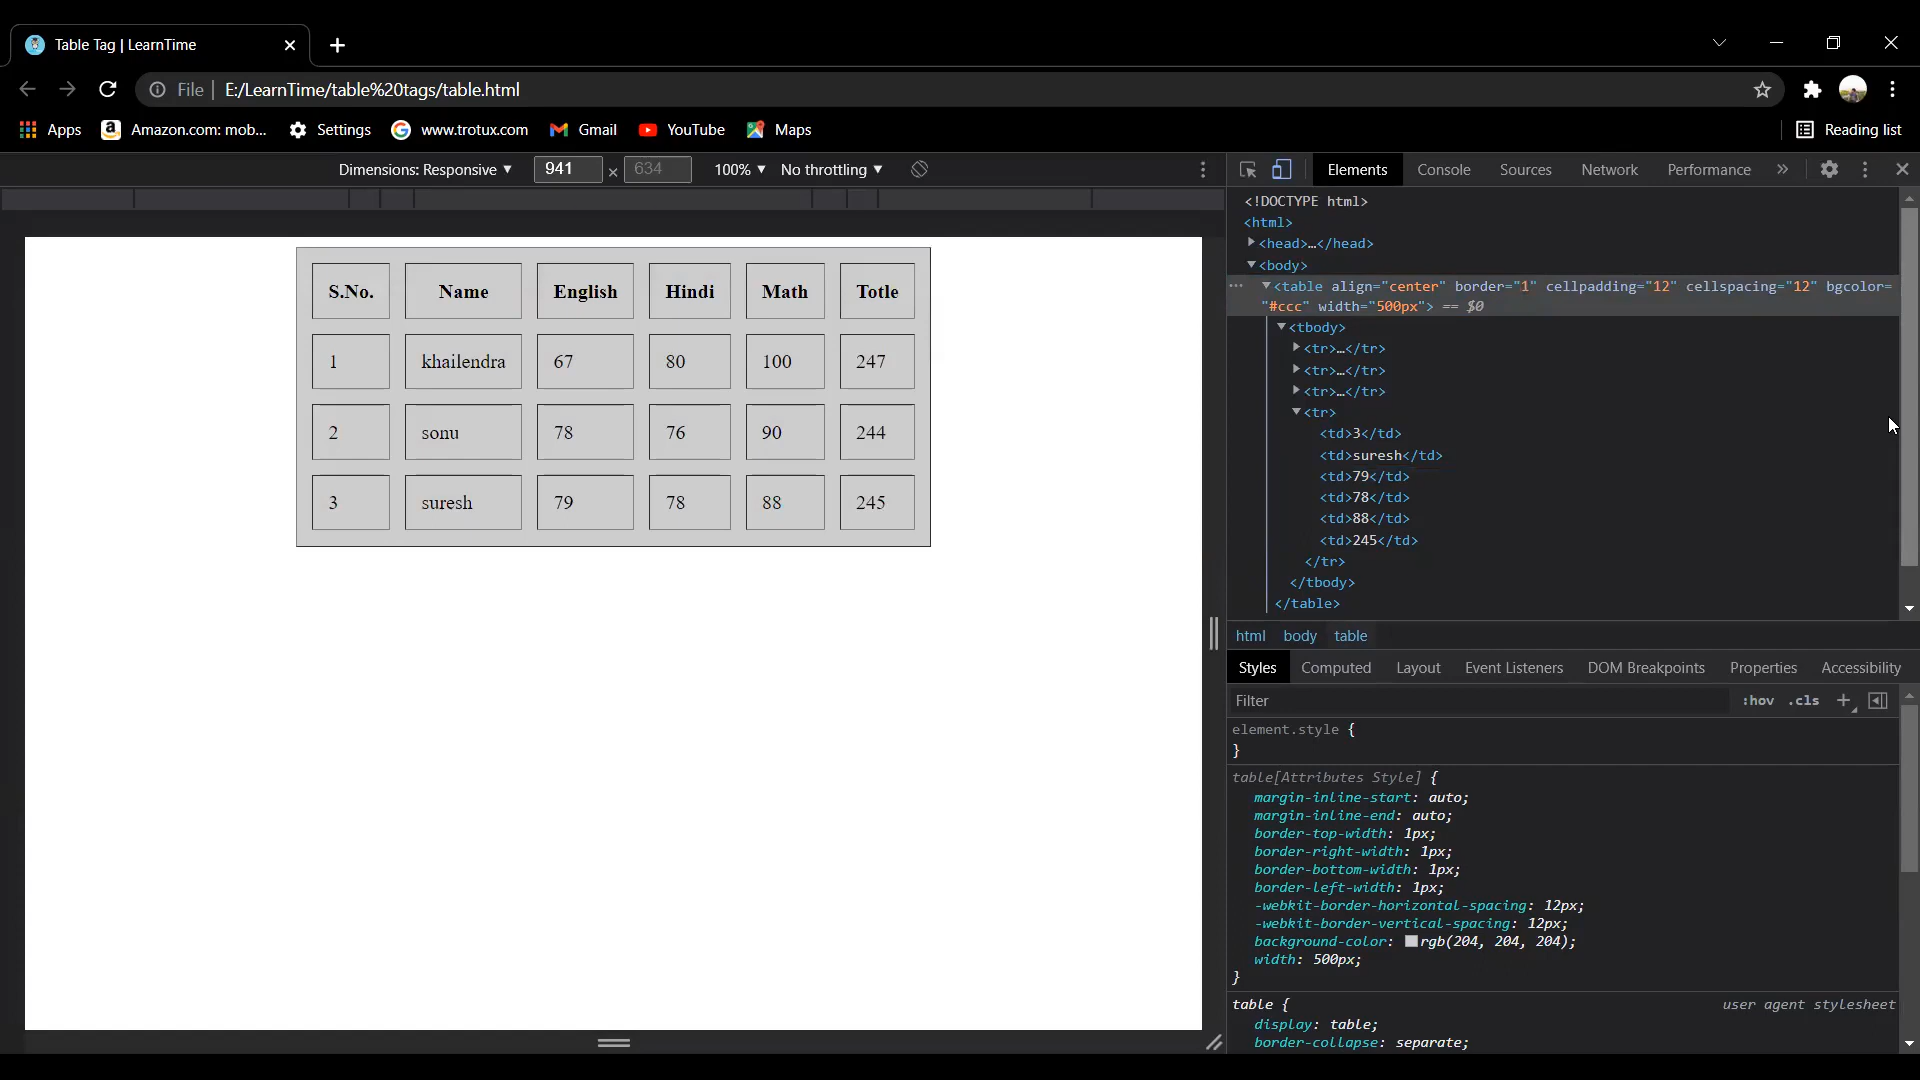 Table Tag | LearnTime
File | E:/LearnTime/table%20tags/table.html
Apps Amazon.com: mob... Settings www.trotux.com Gmail YouTube Maps Reading list
Dimensions: Responsive ▼ 941 × 634 100% ▼ No throttling ▼
S.No. Name English Hindi Math Totle
1 khailendra 67 80 100 247
2 sonu 78 76 90 244
3 suresh 79 78 88 245
Elements Console Sources Network Performance »
<!DOCTYPE html>
<html>
▶<head>…</head>
▼<body>
… ▼<table align="center" border="1" cellpadding="12" cellspacing="12" bgcolor=
"#ccc" width="500px"> == $0
▼<tbody>
▶<tr>…</tr>
▶<tr>…</tr>
▶<tr>…</tr>
▼<tr>
<td>3</td>
<td>suresh</td>
<td>79</td>
<td>78</td>
<td>88</td>
<td>245</td>
</tr>
</tbody>
</table>
html body table
Styles Computed Layout Event Listeners DOM Breakpoints Properties Accessibility
Filter :hov .cls +
element.style {
}
table[Attributes Style] {
margin-inline-start: auto;
margin-inline-end: auto;
border-top-width: 1px;
border-right-width: 1px;
border-bottom-width: 1px;
border-left-width: 1px;
-webkit-border-horizontal-spacing: 12px;
-webkit-border-vertical-spacing: 12px;
background-color: rgb(204, 204, 204);
width: 500px;
}
table { user agent stylesheet
display: table;
border-collapse: separate;